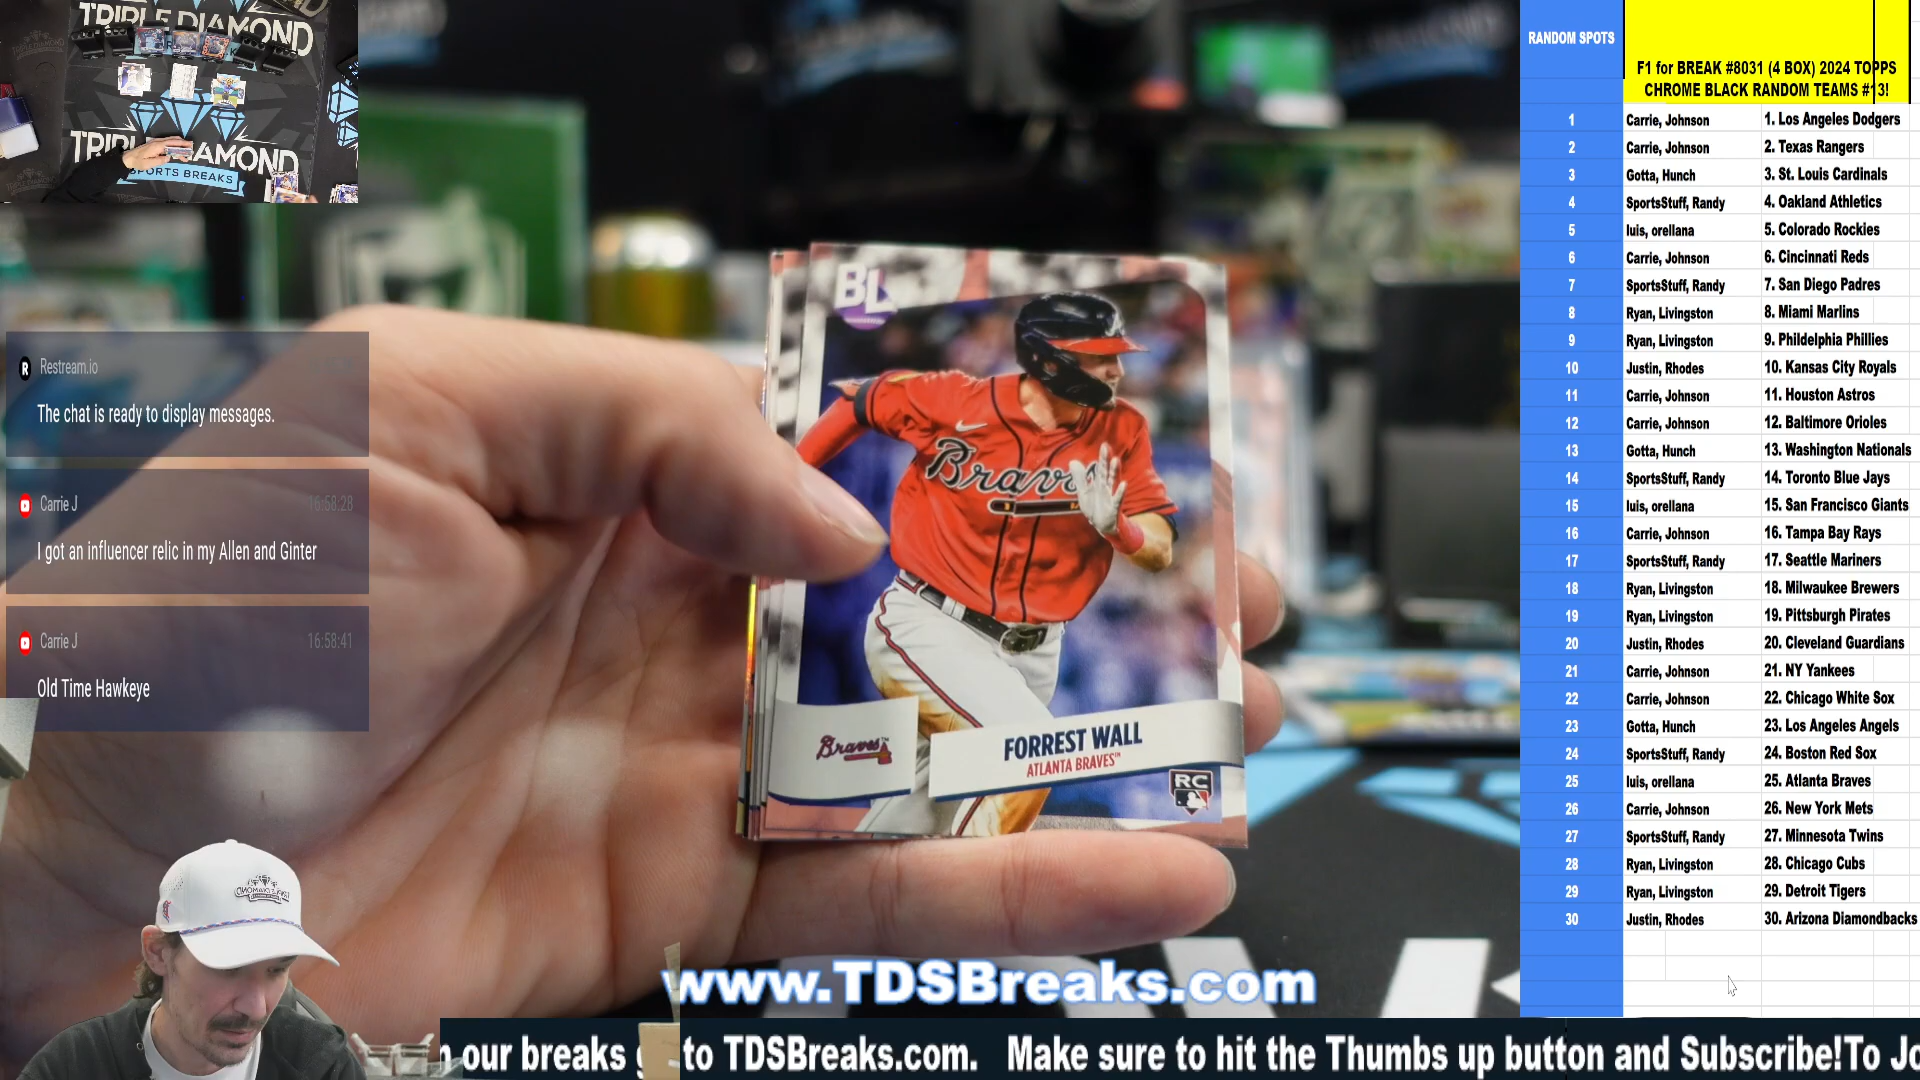 TRIPLE DIAMOND
TRIPLE DIAMOND
SPORTS BREAKS
Restream.io
The chat is ready to display messages.
Carrie J 16:58:28
I got an influencer relic in my Allen and Ginter
Carrie J 16:58:41
Old Time Hawkeye
BL
Braves
Braves
FORREST WALL
ATLANTA BRAVES™
RC
www.TDSBreaks.com
our breaks
to TDSBreaks.com. Make sure to hit the Thumbs up button and Subscribe!To Jo
RANDOM SPOTS
F1 for BREAK #8031 (4 BOX) 2024 TOPPS
CHROME BLACK RANDOM TEAMS #13!
1 Carrie, Johnson 1. Los Angeles Dodgers
2 Carrie, Johnson 2. Texas Rangers
3 Gotta, Hunch 3. St. Louis Cardinals
4 SportsStuff, Randy 4. Oakland Athletics
5 luis, orellana 5. Colorado Rockies
6 Carrie, Johnson 6. Cincinnati Reds
7 SportsStuff, Randy 7. San Diego Padres
8 Ryan, Livingston 8. Miami Marlins
9 Ryan, Livingston 9. Phildelphia Phillies
10 Justin, Rhodes 10. Kansas City Royals
11 Carrie, Johnson 11. Houston Astros
12 Carrie, Johnson 12. Baltimore Orioles
13 Gotta, Hunch 13. Washington Nationals
14 SportsStuff, Randy 14. Toronto Blue Jays
15 luis, orellana 15. San Francisco Giants
16 Carrie, Johnson 16. Tampa Bay Rays
17 SportsStuff, Randy 17. Seattle Mariners
18 Ryan, Livingston 18. Milwaukee Brewers
19 Ryan, Livingston 19. Pittsburgh Pirates
20 Justin, Rhodes 20. Cleveland Guardians
21 Carrie, Johnson 21. NY Yankees
22 Carrie, Johnson 22. Chicago White Sox
23 Gotta, Hunch 23. Los Angeles Angels
24 SportsStuff, Randy 24. Boston Red Sox
25 luis, orellana 25. Atlanta Braves
26 Carrie, Johnson 26. New York Mets
27 SportsStuff, Randy 27. Minnesota Twins
28 Ryan, Livingston 28. Chicago Cubs
29 Ryan, Livingston 29. Detroit Tigers
30 Justin, Rhodes 30. Arizona Diamondbacks